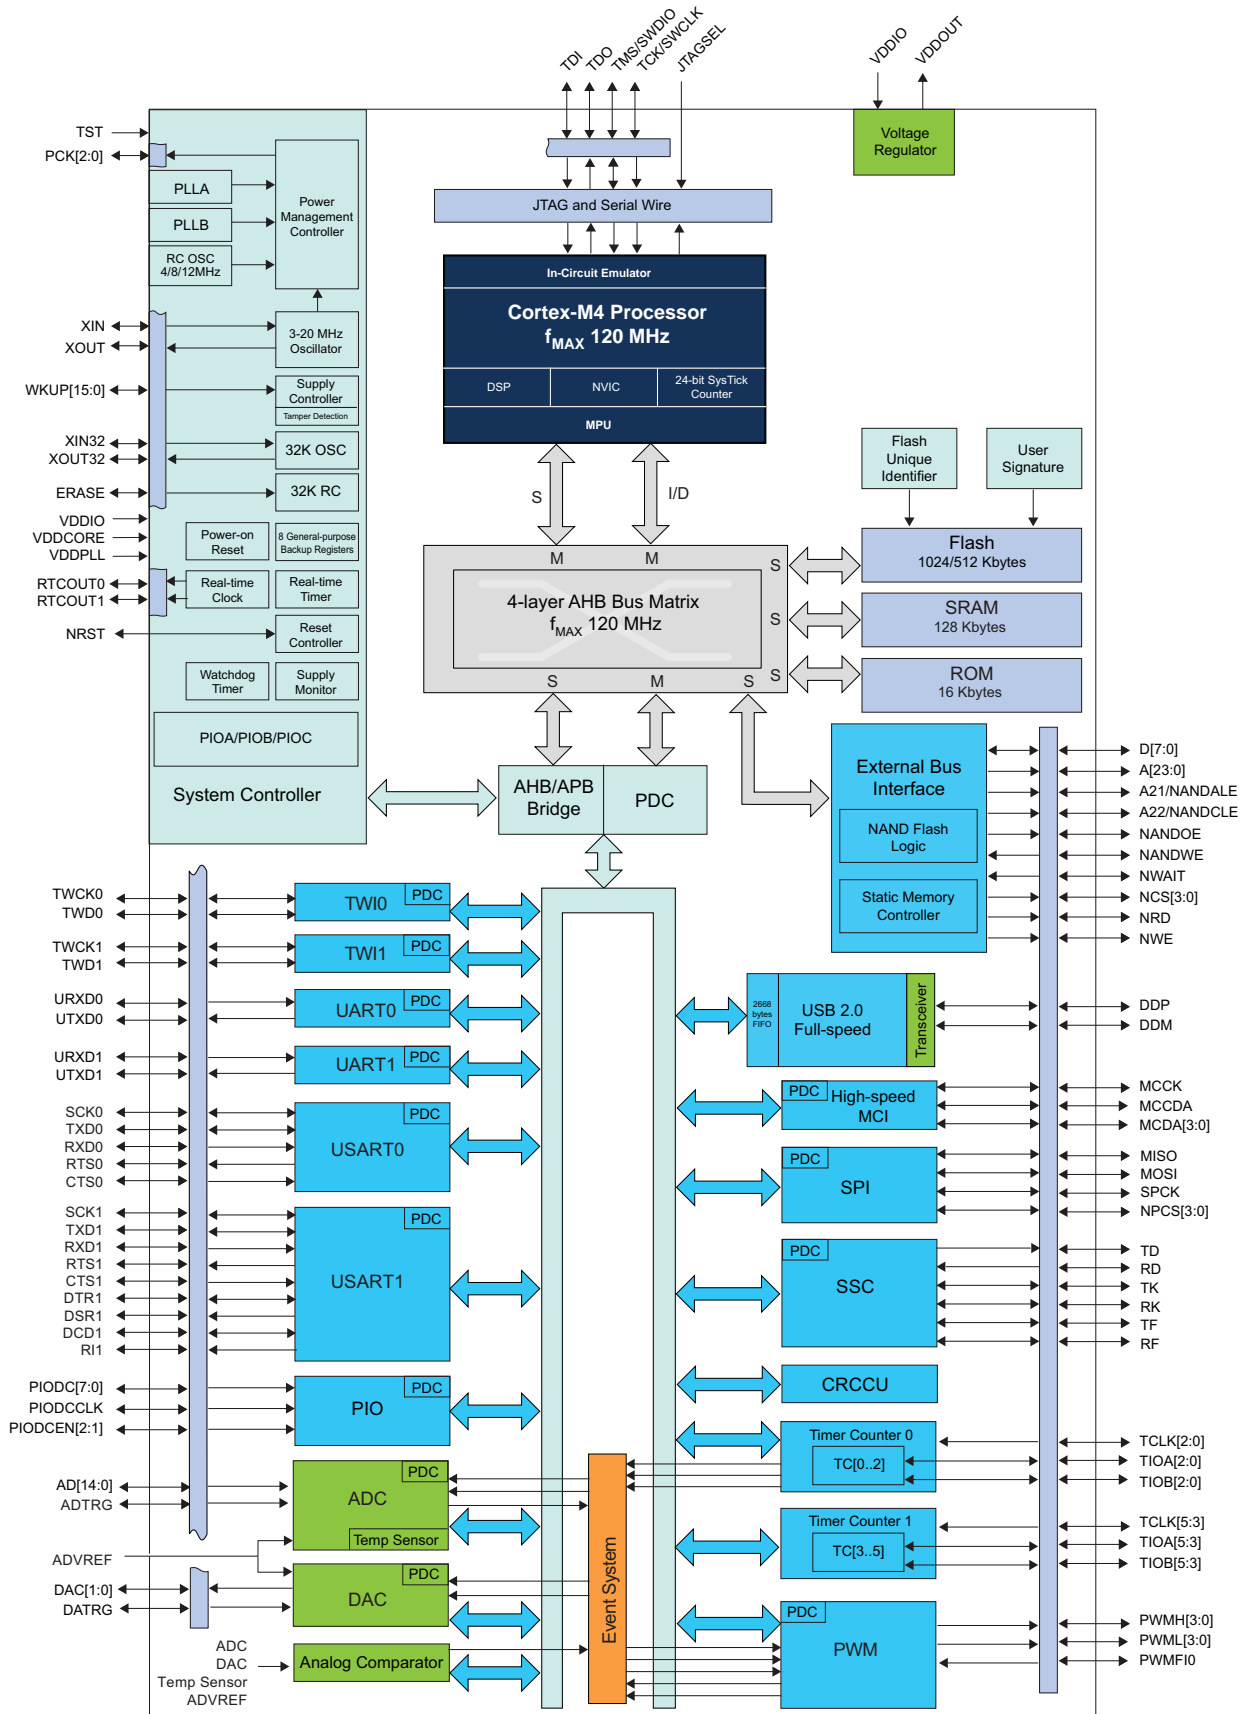 TDI
TDO
TMS/SWDIO
TCK/SWCLK
JTAGSEL
VDDIO
VDDOUT
TST
PCK[2:0]
PLLA
PLLB
RC OSC
4/8/12MHz
Power
Management
Controller
XIN
XOUT
3-20 MHz
Oscillator
WKUP[15:0]
Supply
Controller
Tamper Detection
XIN32
XOUT32
32K OSC
ERASE
32K RC
VDDIO
VDDCORE
VDDPLL
Power-on
Reset
8 General-purpose
Backup Registers
RTCOUT0
RTCOUT1
Real-time
Clock
Real-time
Timer
NRST
Reset
Controller
Watchdog
Timer
Supply
Monitor
PIOA/PIOB/PIOC
System Controller
Voltage
Regulator
JTAG and Serial Wire
In-Circuit Emulator
Cortex-M4 Processor
fMAX 120 MHz
DSP
NVIC
24-bit SysTick
Counter
MPU
S
I/D
M
M
S
4-layer AHB Bus Matrix
fMAX 120 MHz
S
S
S
M
S
Flash
Unique
Identifier
User
Signature
Flash
1024/512 Kbytes
SRAM
128 Kbytes
ROM
16 Kbytes
AHB/APB
Bridge
PDC
External Bus
Interface
NAND Flash
Logic
Static Memory
Controller
D[7:0]
A[23:0]
A21/NANDALE
A22/NANDCLE
NANDOE
NANDWE
NWAIT
NCS[3:0]
NRD
NWE
TWCK0
TWD0
TWI0
PDC
TWCK1
TWD1
TWI1
PDC
URXD0
UTXD0
UART0
PDC
URXD1
UTXD1
UART1
PDC
SCK0
TXD0
RXD0
RTS0
CTS0
USART0
PDC
SCK1
TXD1
RXD1
RTS1
CTS1
DTR1
DSR1
DCD1
RI1
USART1
PDC
PIODC[7:0]
PIODCCLK
PIODCEN[2:1]
PIO
PDC
AD[14:0]
ADTRG
ADC
PDC
Temp Sensor
ADVREF
DAC[1:0]
DATRG
DAC
PDC
ADC
DAC
Temp Sensor
ADVREF
Analog Comparator
Event System
2668
bytes
FIFO
USB 2.0
Full-speed
Transceiver
DDP
DDM
PDC
High-speed
MCI
MCCK
MCCDA
MCDA[3:0]
PDC
SPI
MISO
MOSI
SPCK
NPCS[3:0]
PDC
SSC
TD
RD
TK
RK
TF
RF
CRCCU
Timer Counter 0
TC[0..2]
TCLK[2:0]
TIOA[2:0]
TIOB[2:0]
Timer Counter 1
TC[3..5]
TCLK[5:3]
TIOA[5:3]
TIOB[5:3]
PDC
PWM
PWMH[3:0]
PWML[3:0]
PWMFI0